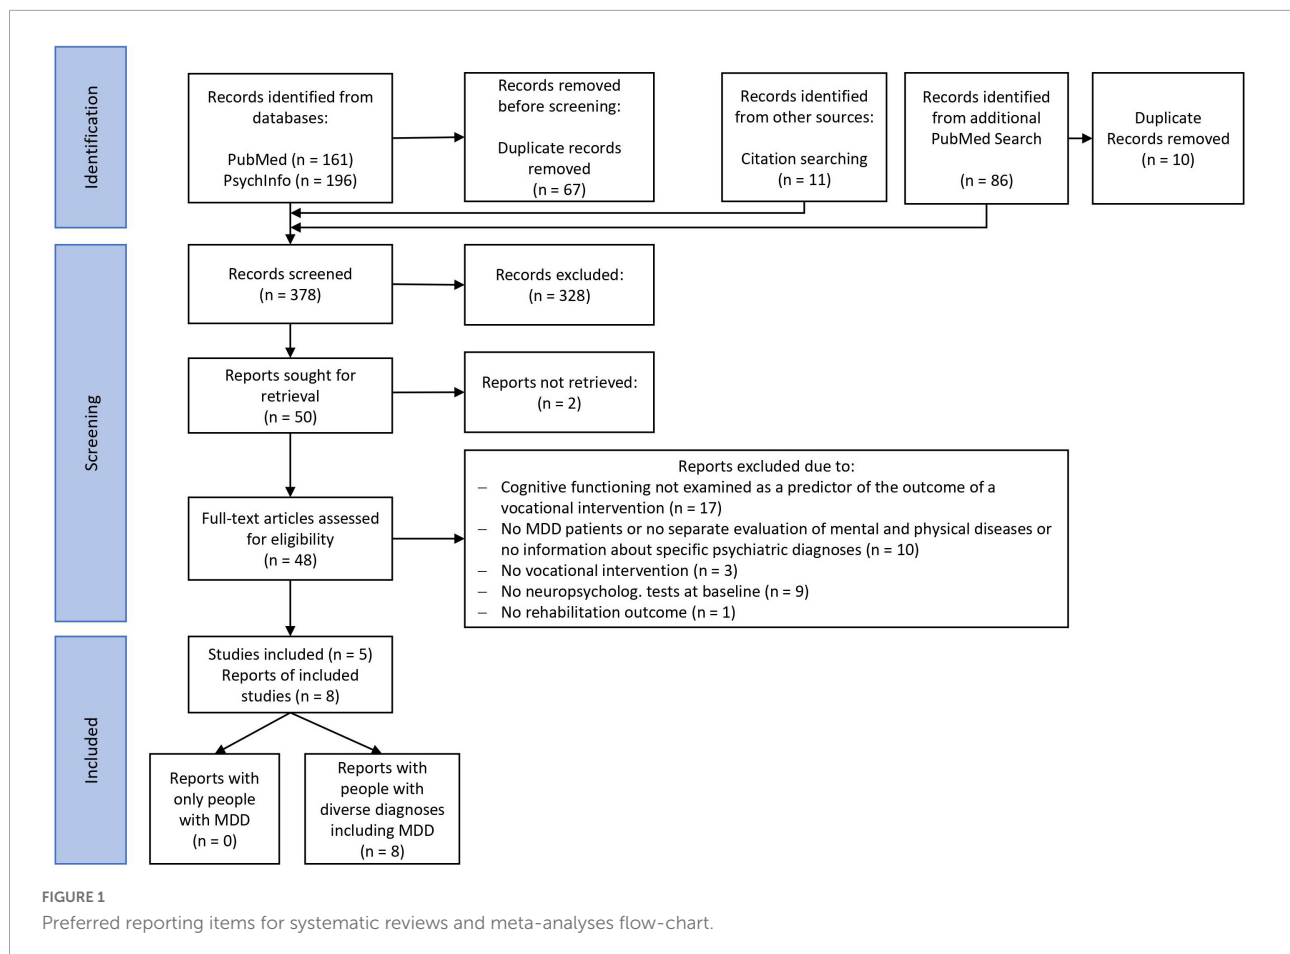 Identification
Records identified from
databases:
PubMed (n = 161)
PsychInfo (n = 196)
Records removed
before screening:
Duplicate records
removed
(n = 67)
Records identified
from other sources:
Citation searching
(n = 11)
Records identified
from additional
PubMed Search
(n = 86)
Duplicate
Records removed
(n = 10)
Screening
Records screened
(n = 378)
Records excluded:
(n = 328)
Reports sought for
retrieval
(n = 50)
Reports not retrieved:
(n = 2)
Full-text articles assessed
for eligibility
(n = 48)
Reports excluded due to:
– Cognitive functioning not examined as a predictor of the outcome of a
vocational intervention (n = 17)
– No MDD patients or no separate evaluation of mental and physical diseases or
no information about specific psychiatric diagnoses (n = 10)
– No vocational intervention (n = 3)
– No neuropsycholog. tests at baseline (n = 9)
– No rehabilitation outcome (n = 1)
Included
Studies included (n = 5)
Reports of included
studies (n = 8)
Reports with
only people
with MDD
(n = 0)
Reports with
people with
diverse diagnoses
including MDD
(n = 8)
FIGURE 1
Preferred reporting items for systematic reviews and meta-analyses flow-chart.